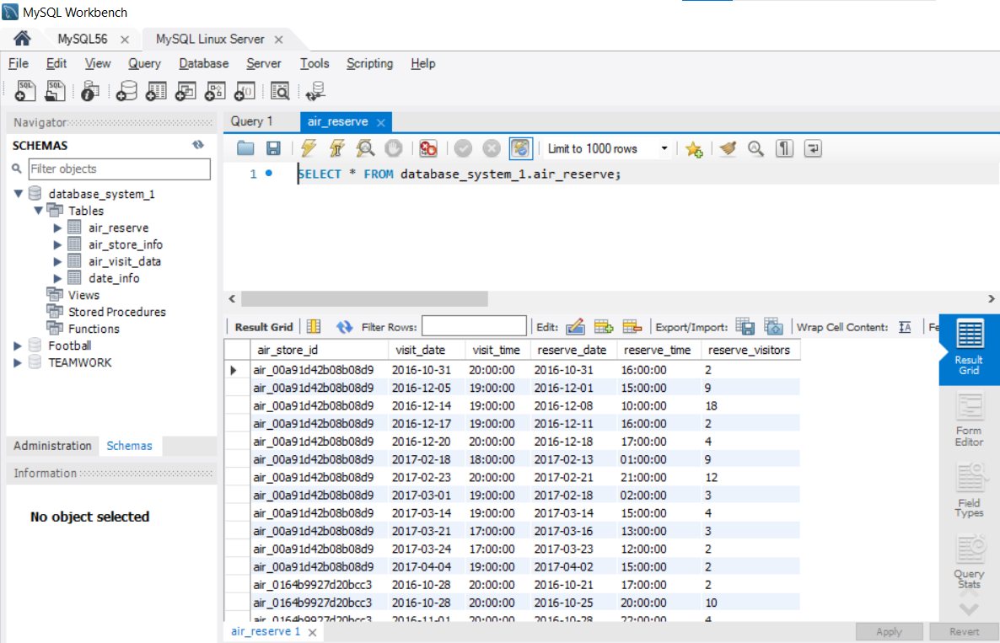 MySQL Workbench
MySQL56 MySQL Linux Server
File Edit View Query Database Server Tools Scripting Help
SQL SQL
Navigator
SCHEMAS
Filter objects
database_system_1
Tables
air_reserve
air_store_info
air_visit_data
date_info
Views
Stored Procedures
Functions
Football
TEAMWORK
Administration Schemas
Information
No object selected
Query 1 air_reserve
Limit to 1000 rows
1 SELECT * FROM database_system_1.air_reserve;
Result Grid Filter Rows: Edit: Export/Import: Wrap Cell Content: Fe
air_store_id visit_date visit_time reserve_date reserve_time reserve_visitors
air_00a91d42b08b08d9 2016-10-31 20:00:00 2016-10-31 16:00:00 2
air_00a91d42b08b08d9 2016-12-05 19:00:00 2016-12-01 15:00:00 9
air_00a91d42b08b08d9 2016-12-14 19:00:00 2016-12-08 10:00:00 18
air_00a91d42b08b08d9 2016-12-17 19:00:00 2016-12-11 16:00:00 2
air_00a91d42b08b08d9 2016-12-20 20:00:00 2016-12-18 17:00:00 4
air_00a91d42b08b08d9 2017-02-18 18:00:00 2017-02-13 01:00:00 9
air_00a91d42b08b08d9 2017-02-23 20:00:00 2017-02-21 21:00:00 12
air_00a91d42b08b08d9 2017-03-01 19:00:00 2017-02-18 02:00:00 3
air_00a91d42b08b08d9 2017-03-14 19:00:00 2017-03-14 15:00:00 4
air_00a91d42b08b08d9 2017-03-21 17:00:00 2017-03-16 13:00:00 3
air_00a91d42b08b08d9 2017-03-24 17:00:00 2017-03-23 12:00:00 2
air_00a91d42b08b08d9 2017-04-04 19:00:00 2017-04-02 15:00:00 2
air_0164b9927d20bcc3 2016-10-28 20:00:00 2016-10-21 17:00:00 2
air_0164b9927d20bcc3 2016-10-28 20:00:00 2016-10-25 20:00:00 10
air_0164b9927d20bcc3 2016-11-01 20:00:00 2016-10-28 22:00:00 4
Result
Grid
Form
Editor
Field
Types
Query
Stats
air_reserve 1
Apply Revert